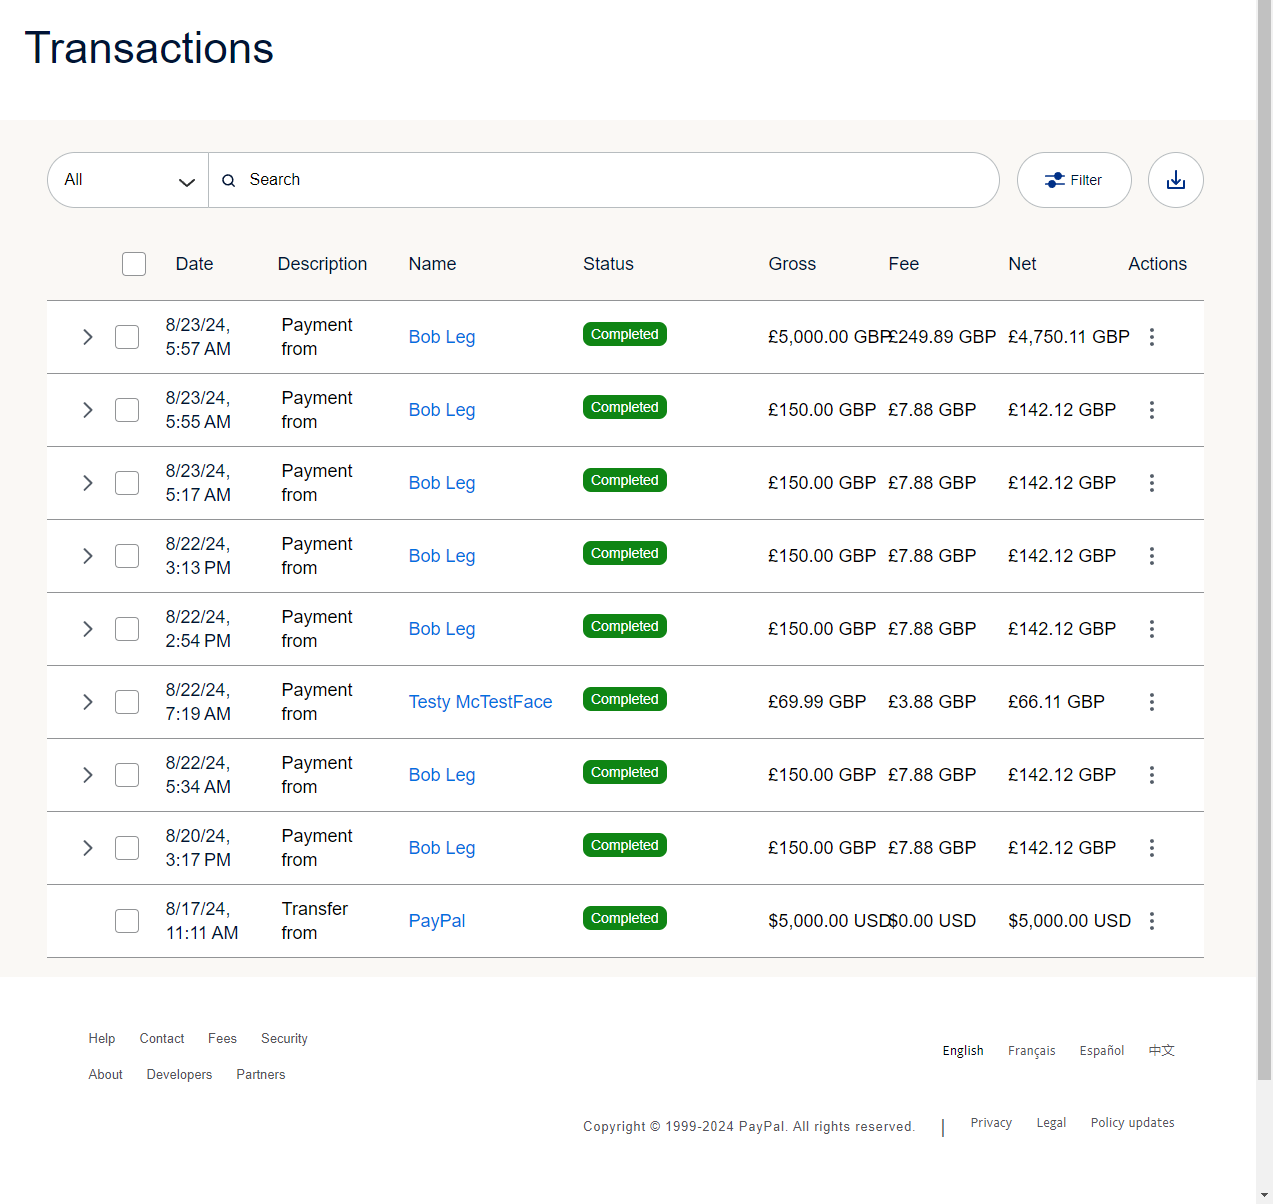 Transactions
All Search Filter
Date Description Name Status Gross Fee Net Actions
8/23/24, Payment
5:57 AM from Bob Leg Completed £5,000.00 GBP £249.89 GBP £4,750.11 GBP
8/23/24, Payment
5:55 AM from Bob Leg Completed £150.00 GBP £7.88 GBP £142.12 GBP
8/23/24, Payment
5:17 AM from Bob Leg Completed £150.00 GBP £7.88 GBP £142.12 GBP
8/22/24, Payment
3:13 PM from Bob Leg Completed £150.00 GBP £7.88 GBP £142.12 GBP
8/22/24, Payment
2:54 PM from Bob Leg Completed £150.00 GBP £7.88 GBP £142.12 GBP
8/22/24, Payment
7:19 AM from Testy McTestFace Completed £69.99 GBP £3.88 GBP £66.11 GBP
8/22/24, Payment
5:34 AM from Bob Leg Completed £150.00 GBP £7.88 GBP £142.12 GBP
8/20/24, Payment
3:17 PM from Bob Leg Completed £150.00 GBP £7.88 GBP £142.12 GBP
8/17/24, Transfer
11:11 AM from PayPal Completed $5,000.00 USD $0.00 USD $5,000.00 USD
Help Contact Fees Security
English Français Español 中文
About Developers Partners
Copyright © 1999-2024 PayPal. All rights reserved. | Privacy Legal Policy updates